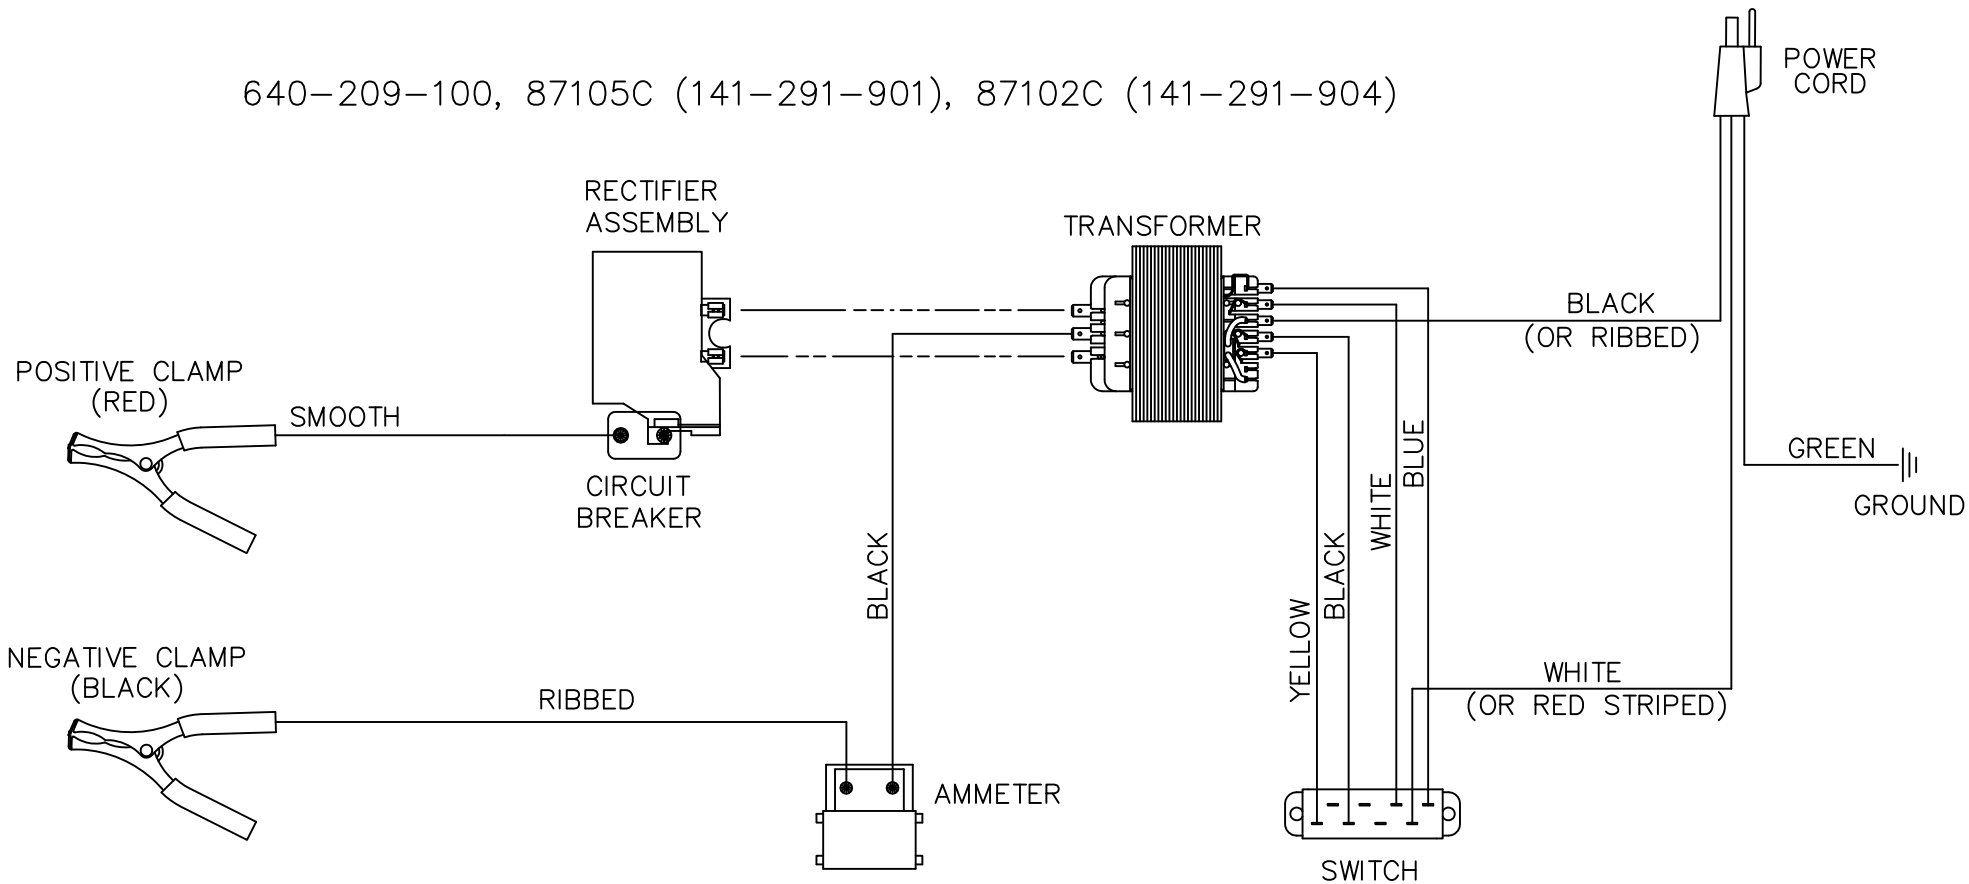 640-209-100, 87105C (141-291-901), 87102C (141-291-904)
POWER
CORD
RECTIFIER
ASSEMBLY
TRANSFORMER
BLACK
(OR RIBBED)
POSITIVE CLAMP
(RED)
SMOOTH
CIRCUIT
BREAKER
GREEN
GROUND
BLACK
YELLOW
BLACK
WHITE
BLUE
NEGATIVE CLAMP
(BLACK)
RIBBED
WHITE
(OR RED STRIPED)
AMMETER
SWITCH